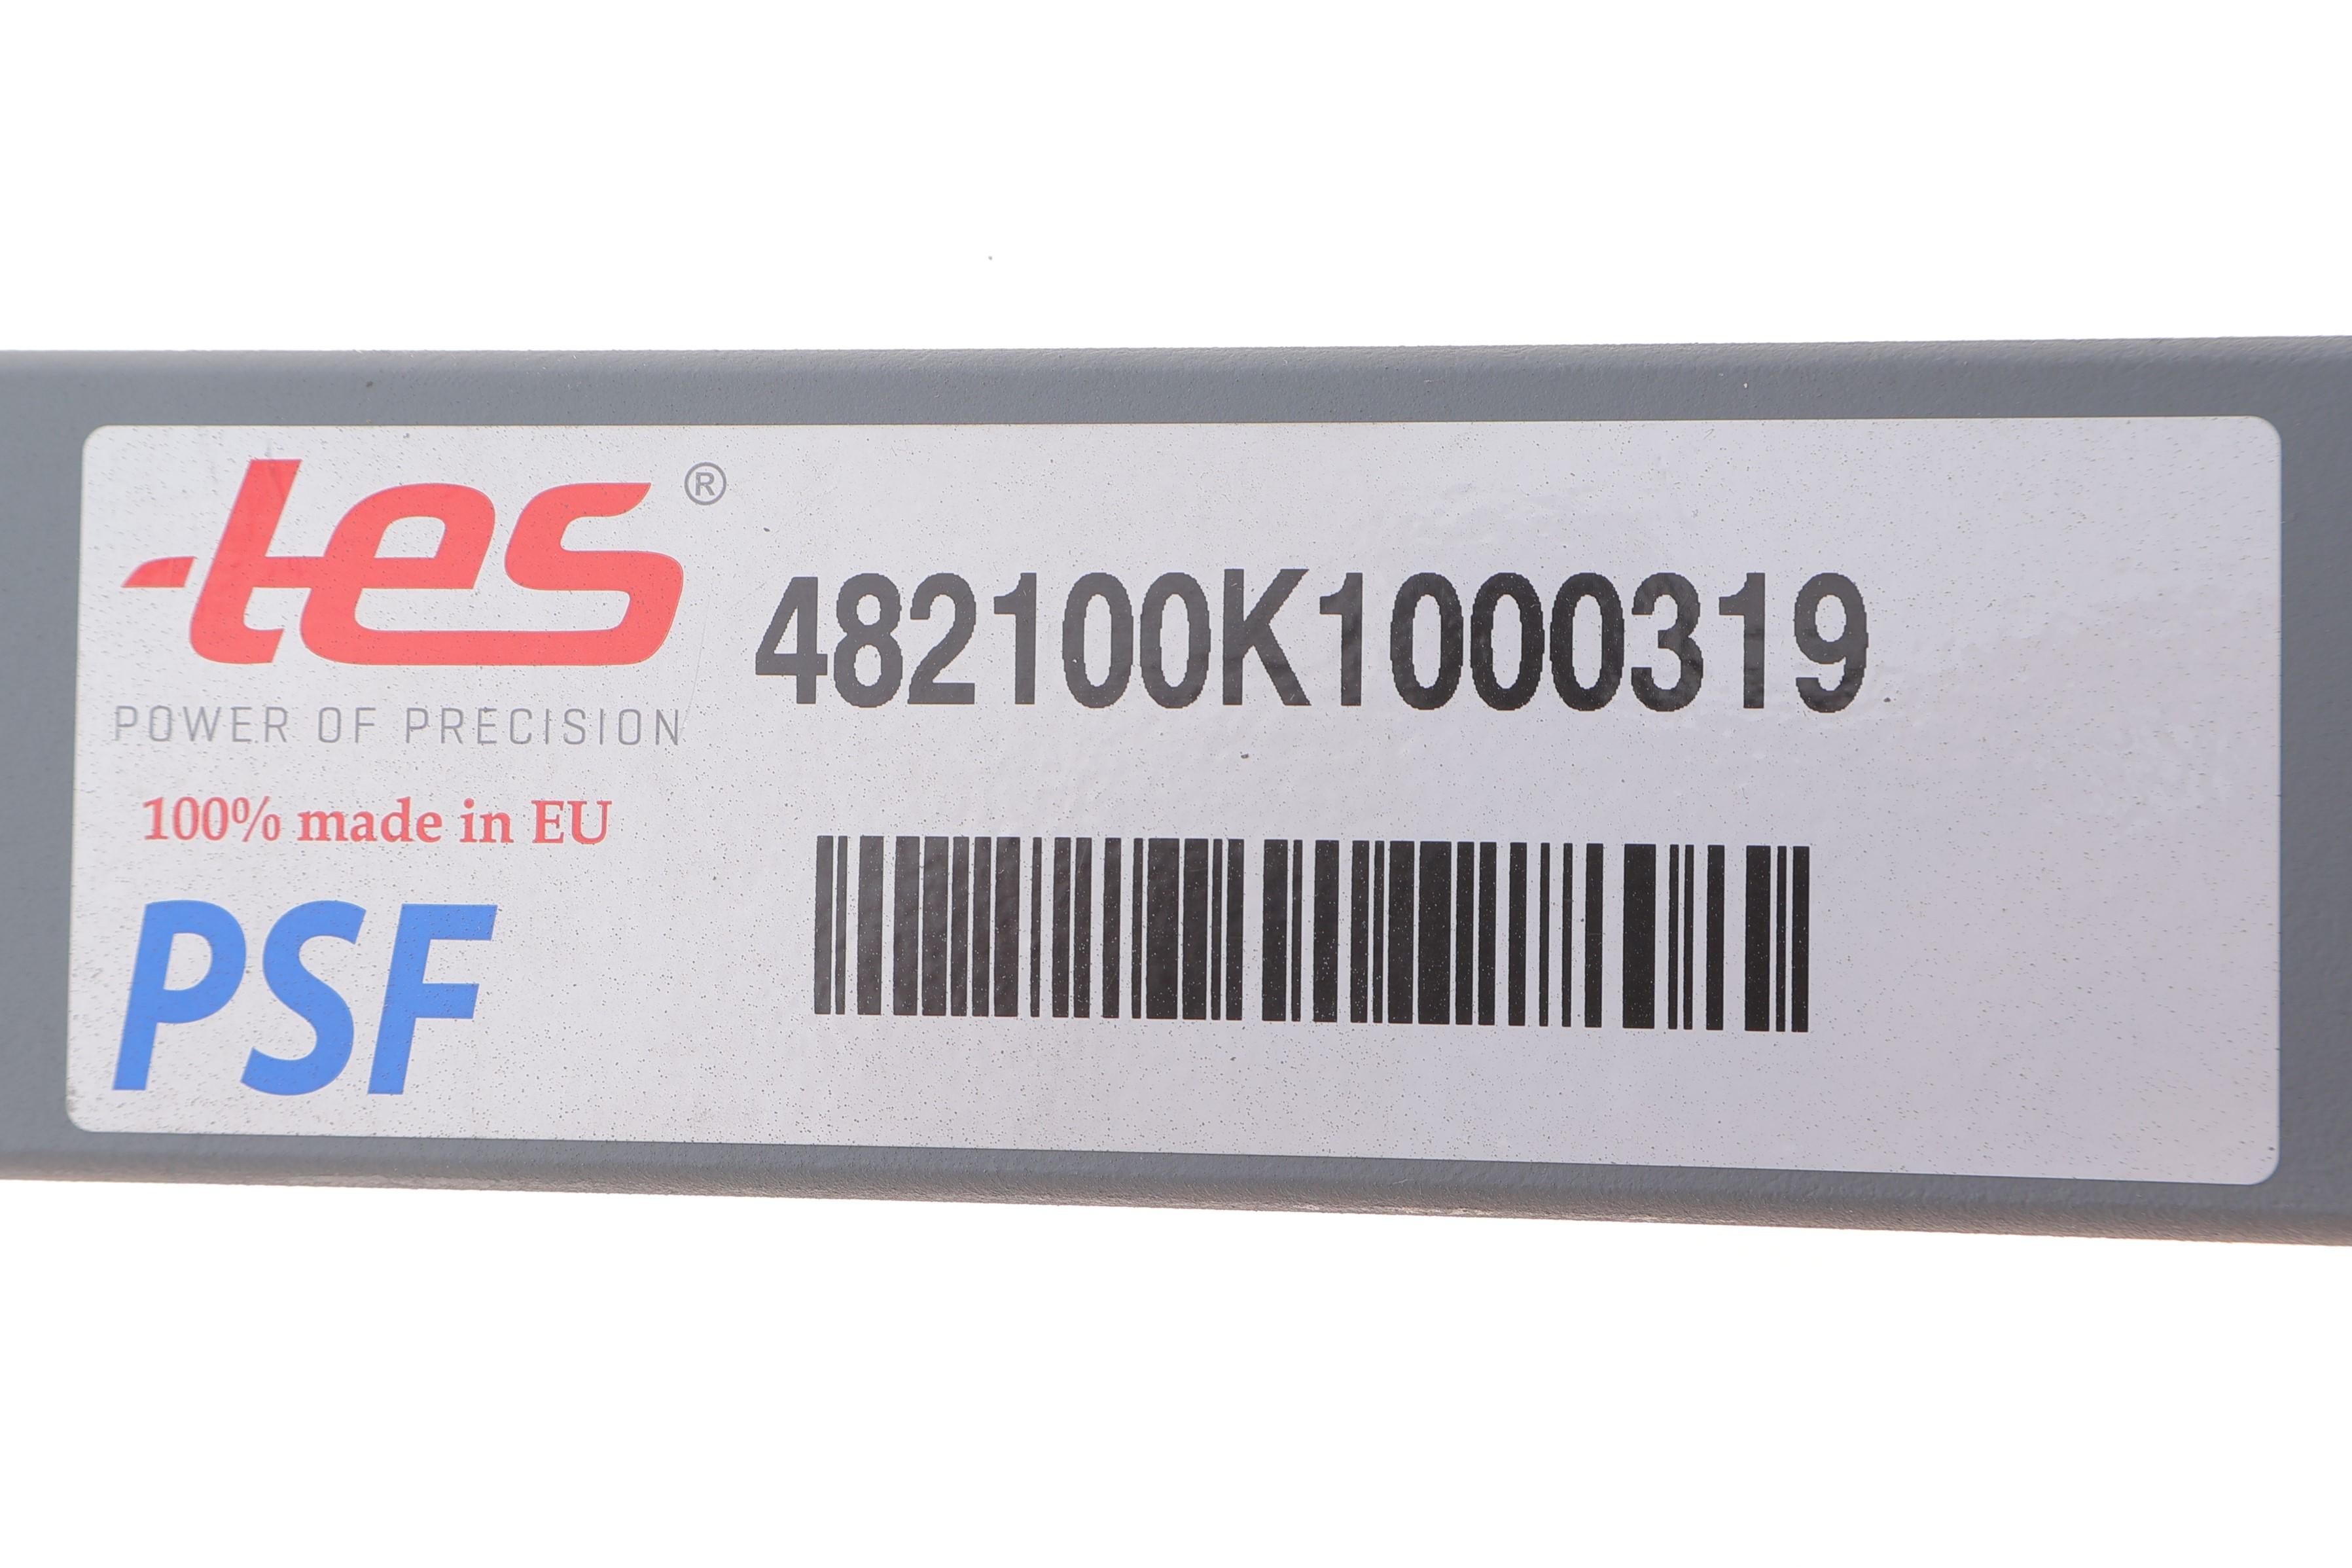 tes®
POWER OF PRECISION
100% made in EU
PSF
482100K1000319